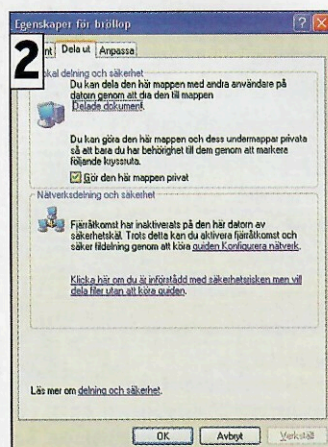 Egenskaper för bröllop
2
nt Dela ut Anpassa
Lokal delning och säkerhet
Du kan dela den här mappen med andra användare på
datorn genom att dra den till mappen
Delade dokument.
Du kan göra den här mappen och dess undermappar privata
så att bara du har behörighet till dem genom att markera
följande kryssruta.
Gör den här mappen privat
Nätverksdelning och säkerhet
Fjärråtkomst har inaktiverats på den här datorn av
säkerhetskäl. Trots detta kan du aktivera fjärråtkomst och
säker fildelning genom att köra guiden Konfigurera nätverk.
Klicka här om du är införstådd med säkerhetsrisken men vill
dela filer utan att köra guiden.
Läs mer om delning och säkerhet.
OK Avbryt Verkställ